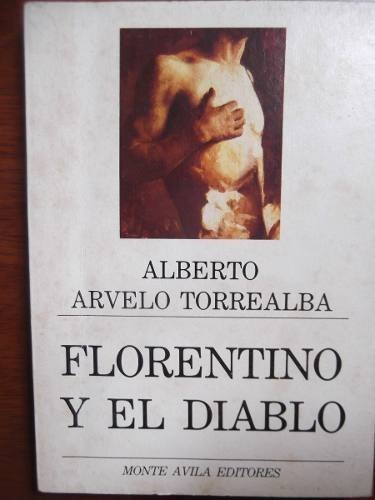 ALBERTO
ARVELO TORREALBA
FLORENTINO
Y EL DIABLO
MONTE AVILA EDITORES